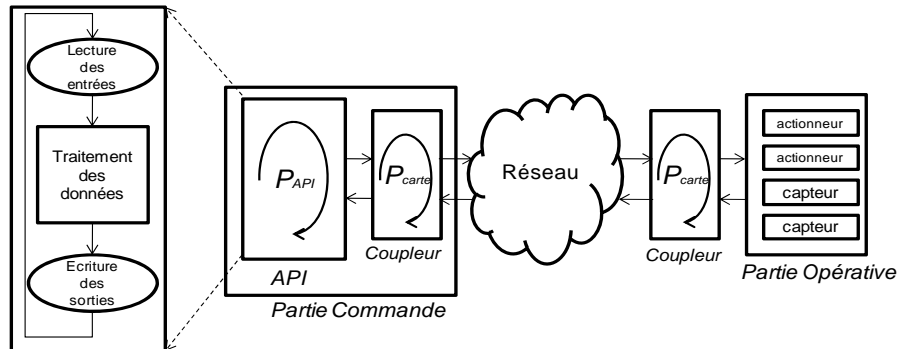 Lecture
des
entrées
Traitement
des
données
Ecriture
des
sorties
PAPI
API
Pcarte
Coupleur
Partie Commande
Réseau
Pcarte
Coupleur
actionneur
actionneur
capteur
capteur
Partie Opérative